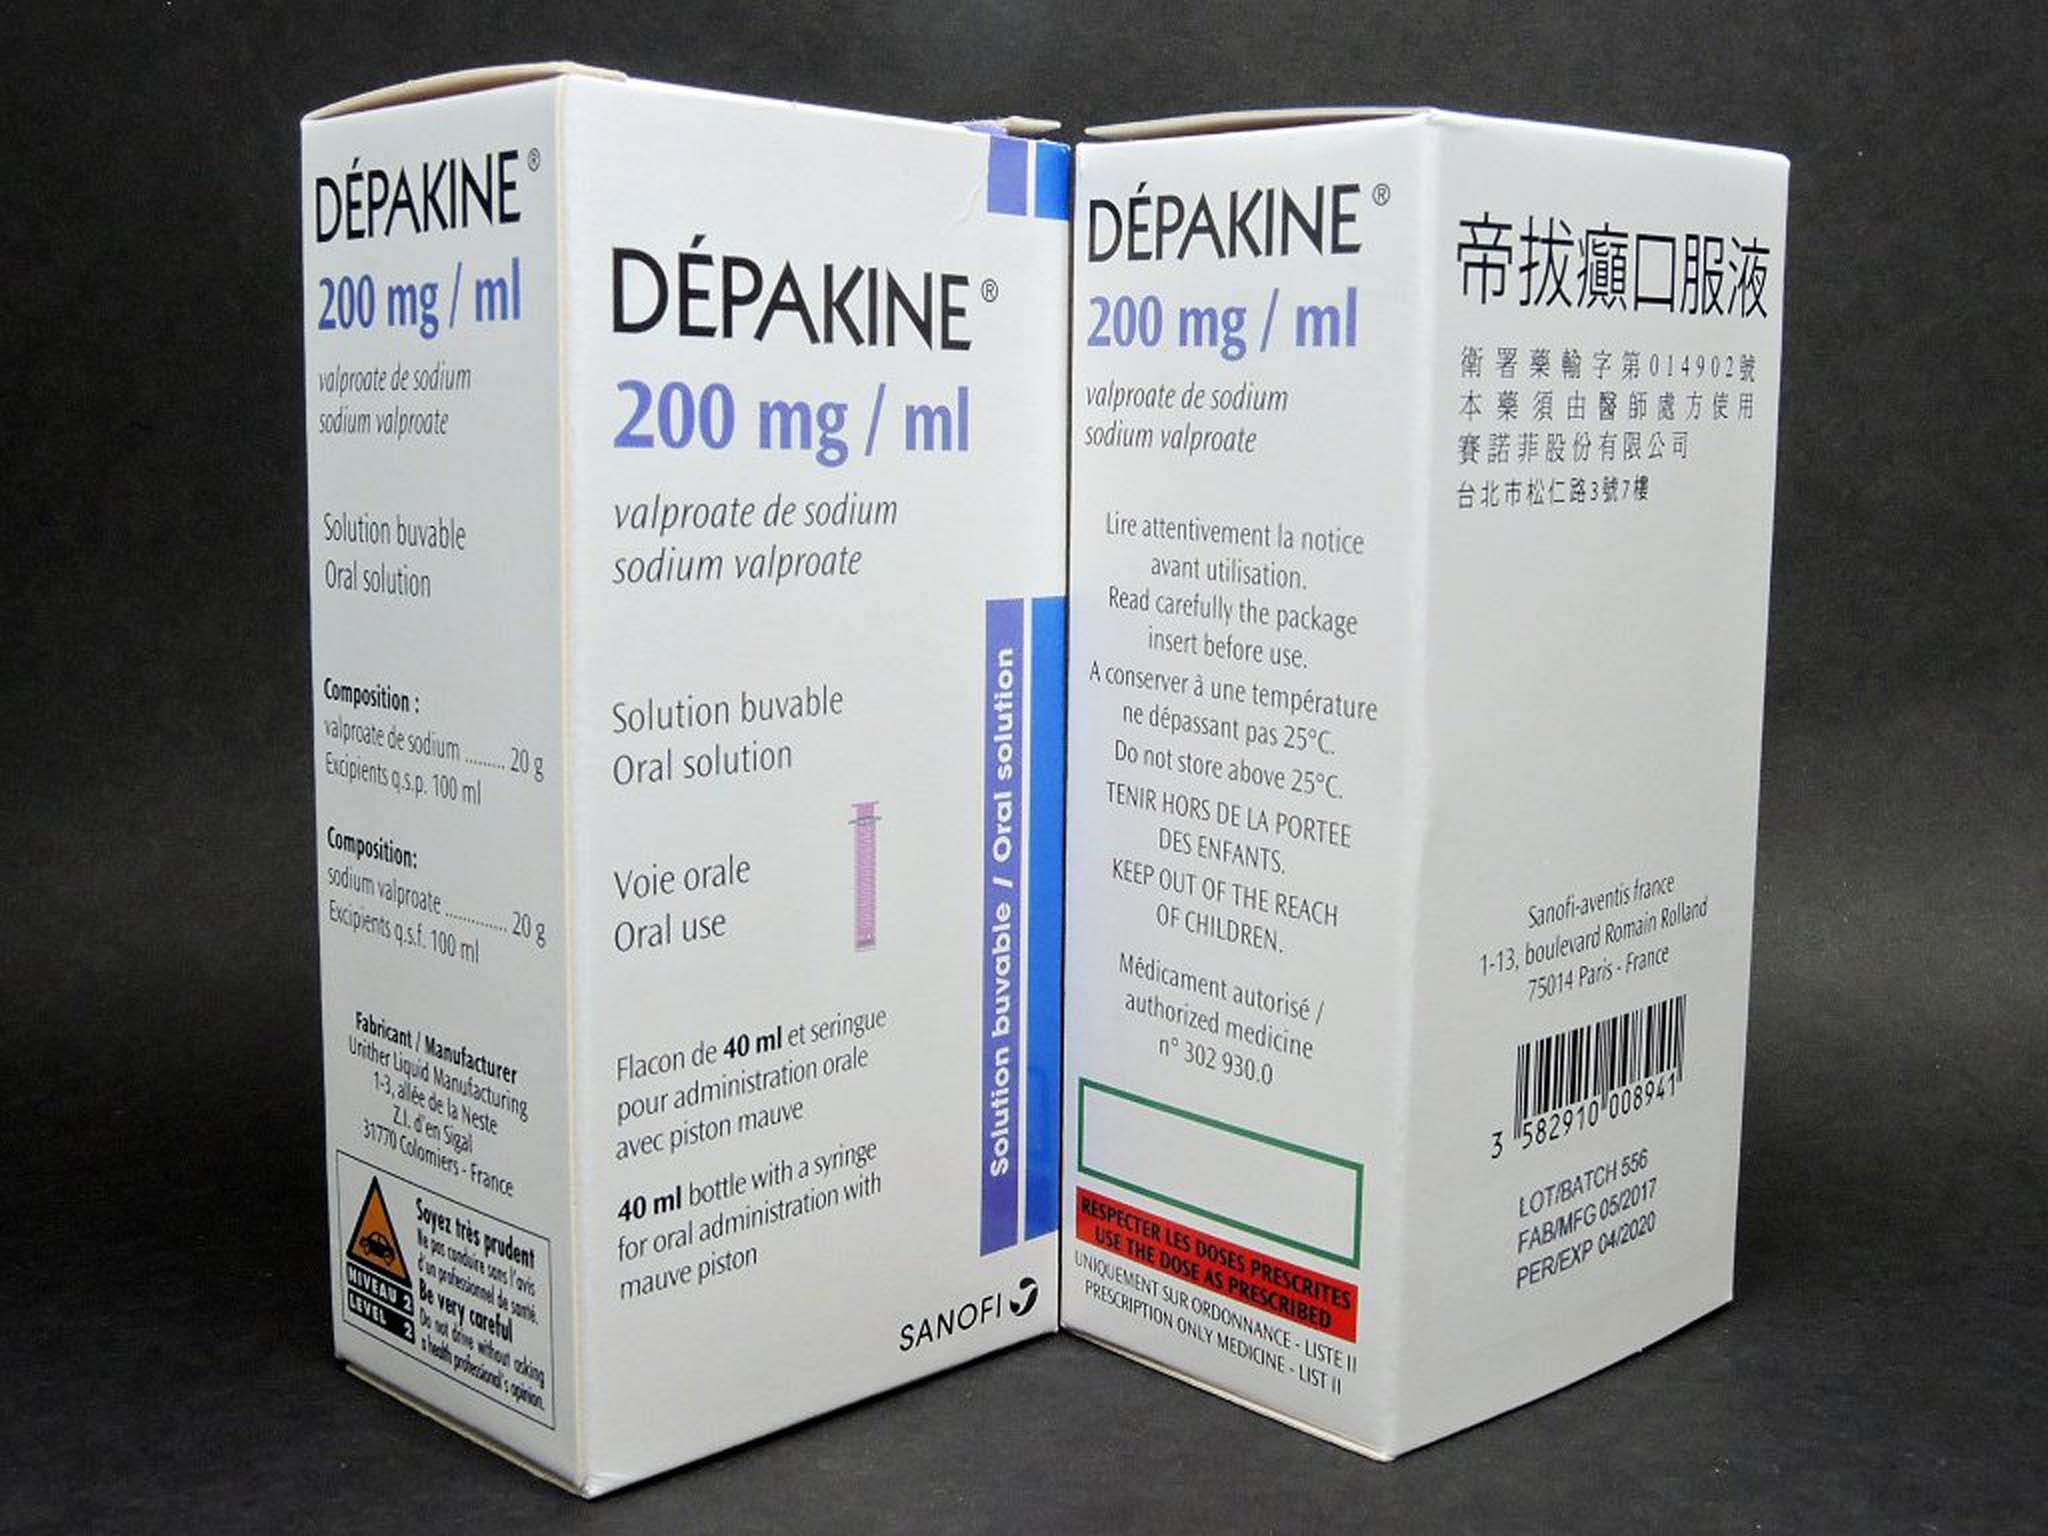 DÉPAKINE®
200 mg / ml
valproate de sodium
sodium valproate
Solution buvable
Oral solution
Composition :
valproate de sodium ........ 20 g
Excipients q.s.p. 100 ml
Composition:
sodium valproate ............ 20 g
Excipients q.s.f. 100 ml
Fabricant / Manufacturer
Unither Liquid Manufacturing
1-3, allée de la Neste
Z.I. d'en Sigal
31770 Colomiers - France
NIVEAU 2
LEVEL 2
Soyez très prudent
Ne pas conduire sans l'avis
d'un professionnel de santé.
Be very careful
Do not drive without asking
a health professional's opinion.
DÉPAKINE®
200 mg / ml
valproate de sodium
sodium valproate
Solution buvable
Oral solution
Voie orale
Oral use
Flacon de 40 ml et seringue
pour administration orale
avec piston mauve
40 ml bottle with a syringe
for oral administration with
mauve piston
Solution buvable / Oral solution
SANOFI
DÉPAKINE®
200 mg / ml
valproate de sodium
sodium valproate
Lire attentivement la notice
avant utilisation.
Read carefully the package
insert before use.
A conserver à une température
ne dépassant pas 25°C.
Do not store above 25°C.
TENIR HORS DE LA PORTEE
DES ENFANTS.
KEEP OUT OF THE REACH
OF CHILDREN.
Médicament autorisé /
authorized medicine
n° 302 930.0
RESPECTER LES DOSES PRESCRITES
USE THE DOSE AS PRESCRIBED
UNIQUEMENT SUR ORDONNANCE - LISTE II
PRESCRIPTION ONLY MEDICINE - LIST II
帝拔癲口服液
衛署藥輸字第014902號
本藥須由醫師處方使用
賽諾菲股份有限公司
台北市松仁路3號7樓
Sanofi-aventis france
1-13, boulevard Romain Rolland
75014 Paris - France
3 582910 008941
LOT/BATCH 556
FAB/MFG 05/2017
PER/EXP 04/2020